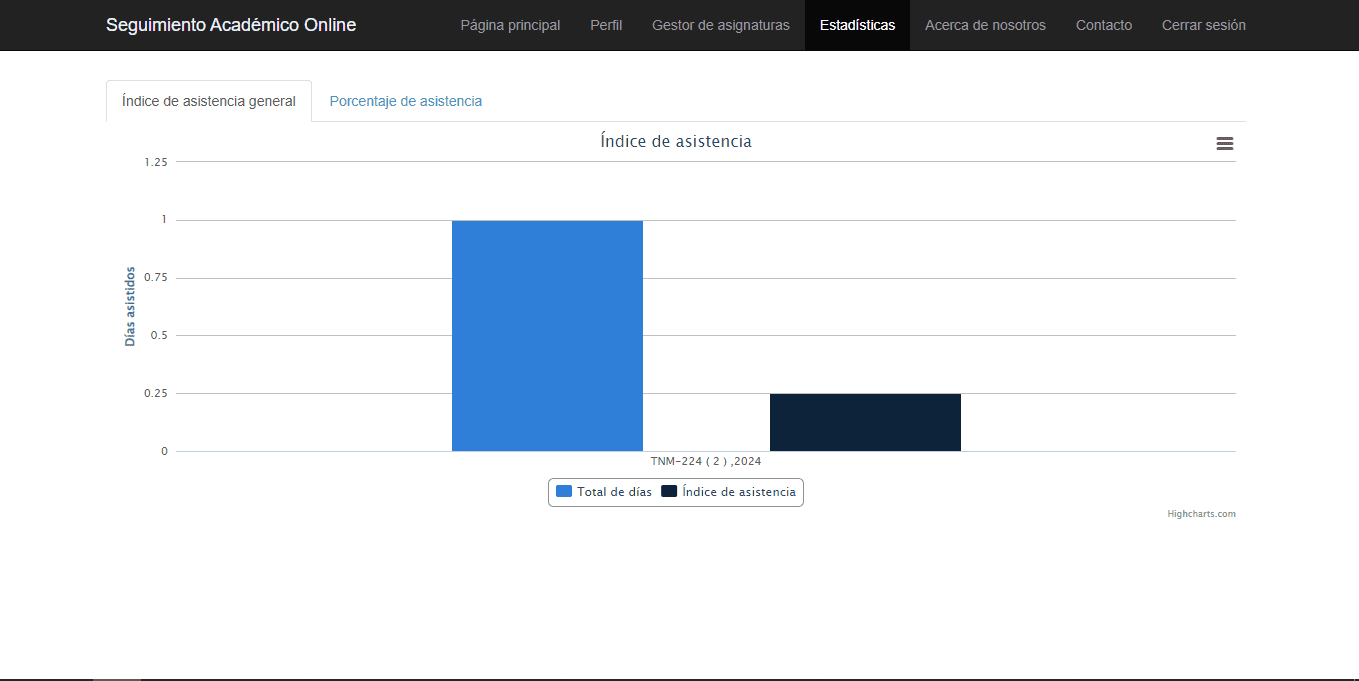 Seguimiento Académico Online Página principal Perfil Gestor de asignaturas Estadísticas Acerca de nosotros Contacto Cerrar sesión
Índice de asistencia general Porcentaje de asistencia
Índice de asistencia
1.25
1
0.75
0.5
0.25
0
Días asistidos
TNM-224 ( 2 ) ,2024
Total de días Índice de asistencia
Highcharts.com